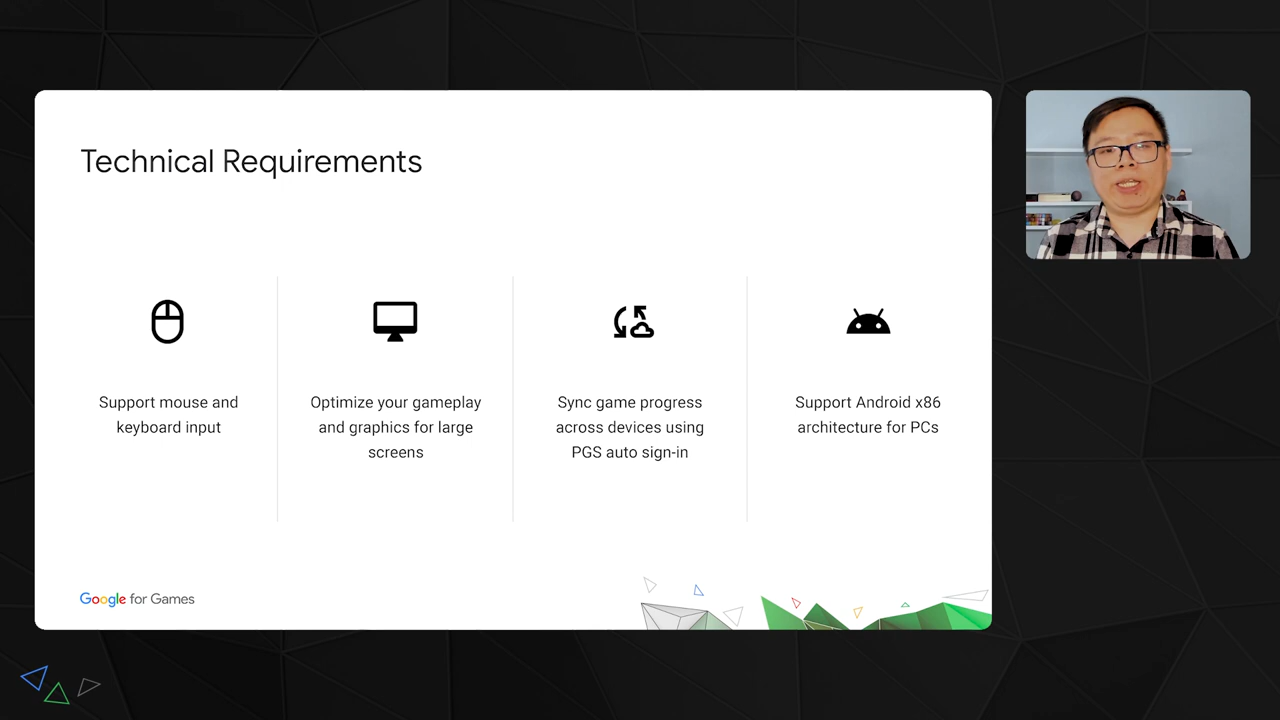 Technical Requirements
Support mouse and
keyboard input
Optimize your gameplay
and graphics for large
screens
Sync game progress
across devices using
PGS auto sign-in
Support Android x86
architecture for PCs
Google for Games